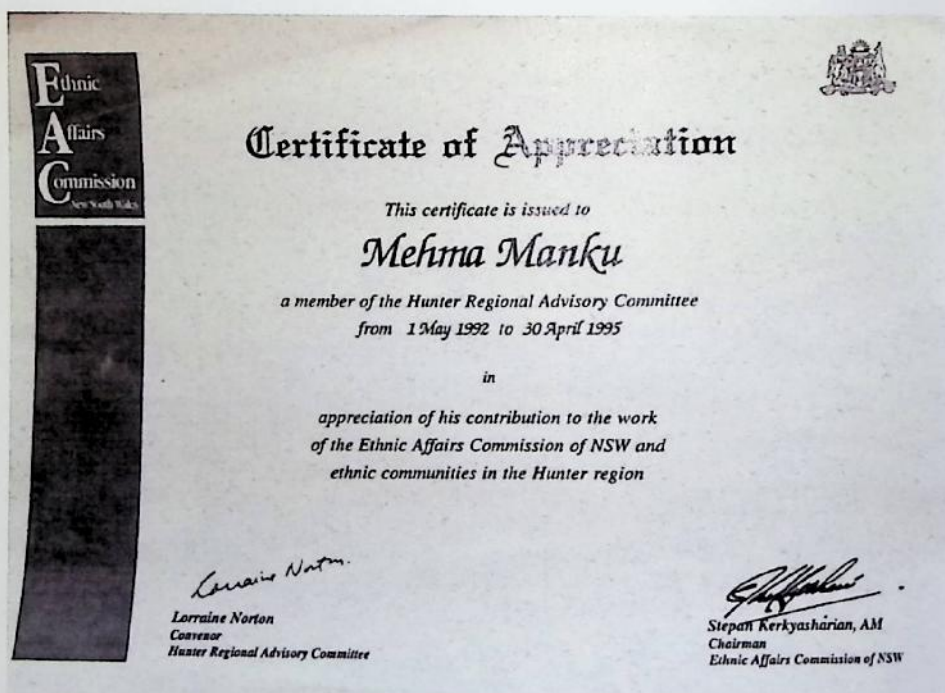 Ethnic
Affairs
Commission
New South Wales
Certificate of Appreciation
This certificate is issued to
Mehma Manku
a member of the Hunter Regional Advisory Committee
from 1 May 1992 to 30 April 1995
in
appreciation of his contribution to the work
of the Ethnic Affairs Commission of NSW and
ethnic communities in the Hunter region
Lorraine Norton.
Lorraine Norton
Convenor
Hunter Regional Advisory Committee
Stepan Kerkyasharian, AM
Chairman
Ethnic Affairs Commission of NSW